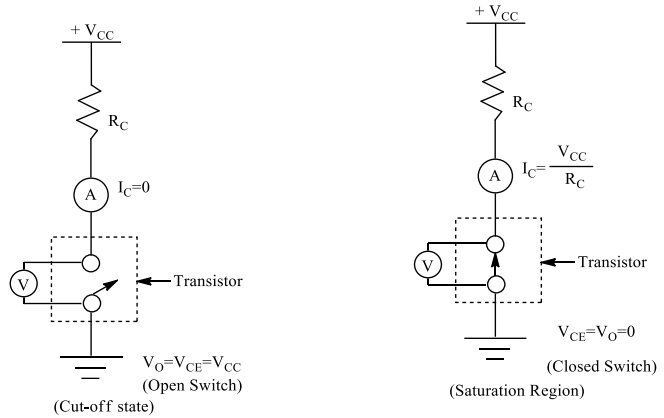 + V_CC
R_C
A
I_C=0
V
Transistor
V_O=V_CE=V_CC
(Open Switch)
(Cut-off state)
+ V_CC
R_C
A
I_C= V_CC
R_C
V
Transistor
V_CE=V_O=0
(Closed Switch)
(Saturation Region)